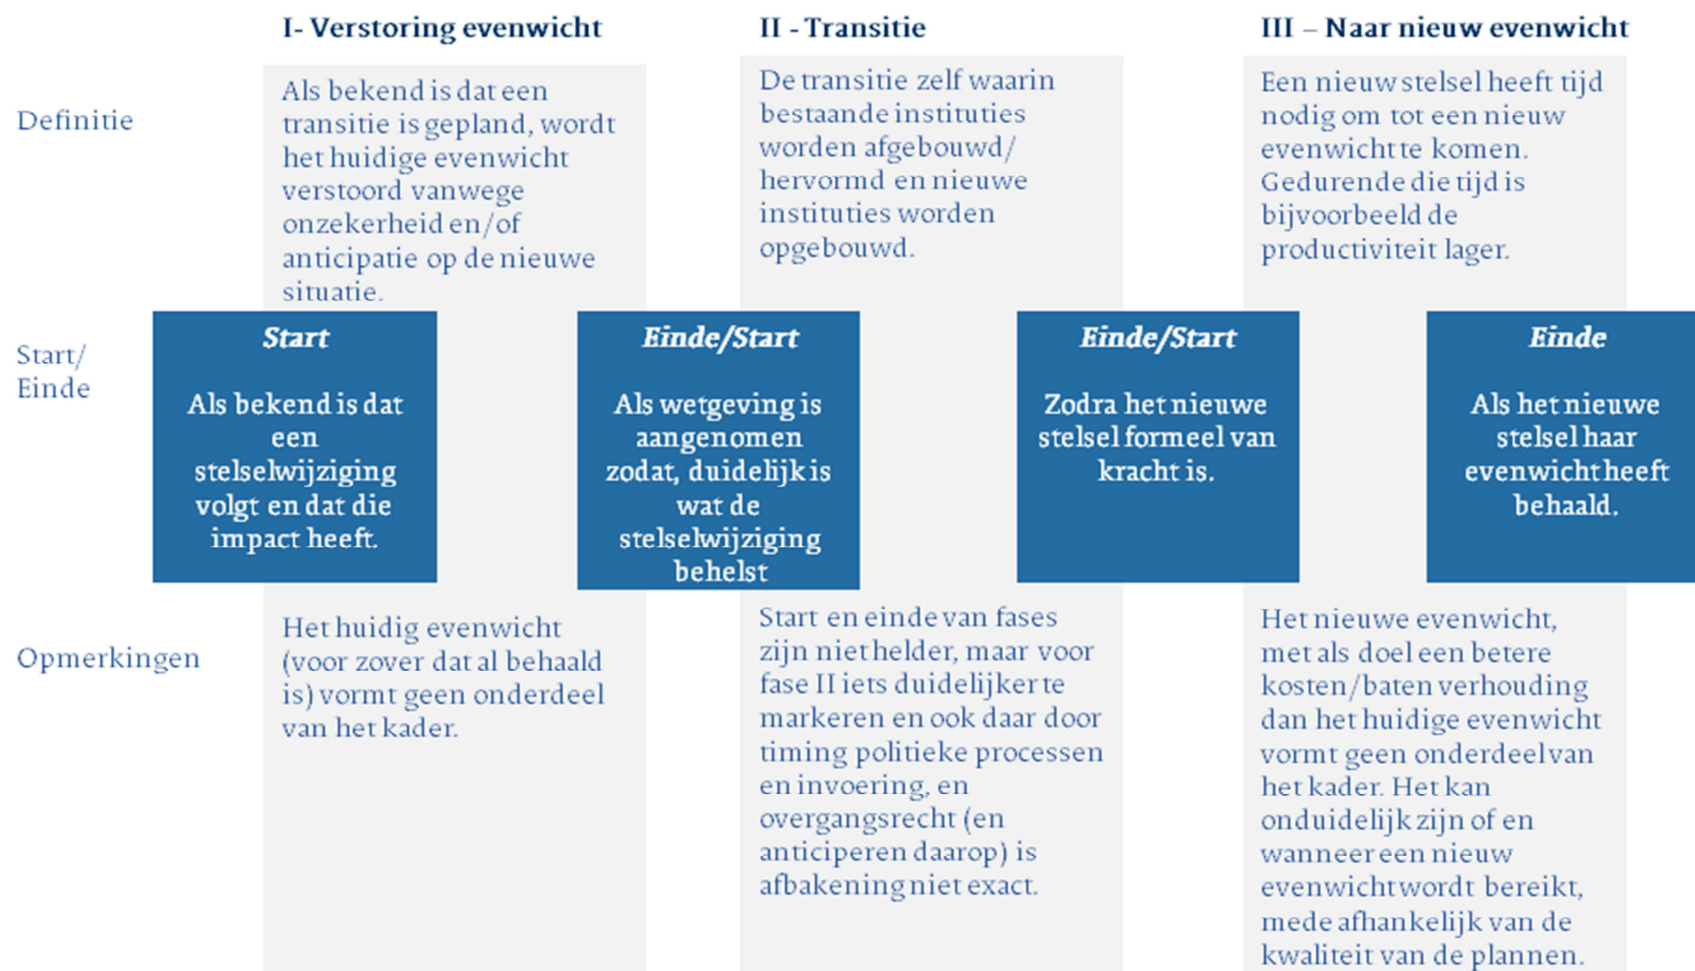 I- Verstoring evenwicht
II - Transitie
III – Naar nieuw evenwicht
Definitie
Als bekend is dat een
transitie is gepland, wordt
het huidige evenwicht
verstoord vanwege
onzekerheid en/of
anticipatie op de nieuwe
situatie.
De transitie zelf waarin
bestaande instituties
worden afgebouwd/
hervormd en nieuwe
instituties worden
opgebouwd.
Een nieuw stelsel heeft tijd
nodig om tot een nieuw
evenwicht te komen.
Gedurende die tijd is
bijvoorbeeld de
productiviteit lager.
Start/
Einde
Start
Als bekend is dat
een
stelselwijziging
volgt en dat die
impact heeft.
Einde/Start
Als wetgeving is
aangenomen
zodat, duidelijk is
wat de
stelselwijziging
behelst
Einde/Start
Zodra het nieuwe
stelsel formeel van
kracht is.
Einde
Als het nieuwe
stelsel haar
evenwicht heeft
behaald.
Opmerkingen
Het huidig evenwicht
(voor zover dat al behaald
is) vormt geen onderdeel
van het kader.
Start en einde van fases
zijn niet helder, maar voor
fase II iets duidelijker te
markeren en ook daar door
timing politieke processen
en invoering, en
overgangsrecht (en
anticiperen daarop) is
afbakening niet exact.
Het nieuwe evenwicht,
met als doel een betere
kosten/baten verhouding
dan het huidige evenwicht
vormt geen onderdeel van
het kader. Het kan
onduidelijk zijn of en
wanneer een nieuw
evenwicht wordt bereikt,
mede afhankelijk van de
kwaliteit van de plannen.